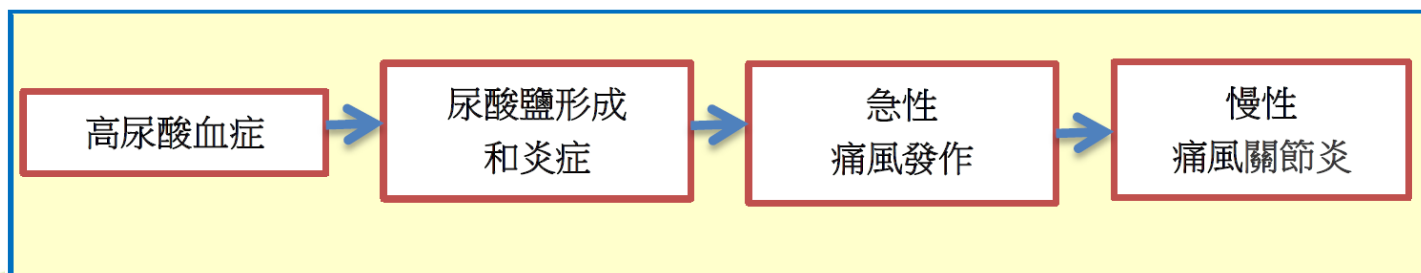 高尿酸血症
尿酸鹽形成
和炎症
急性
痛風發作
慢性
痛風關節炎